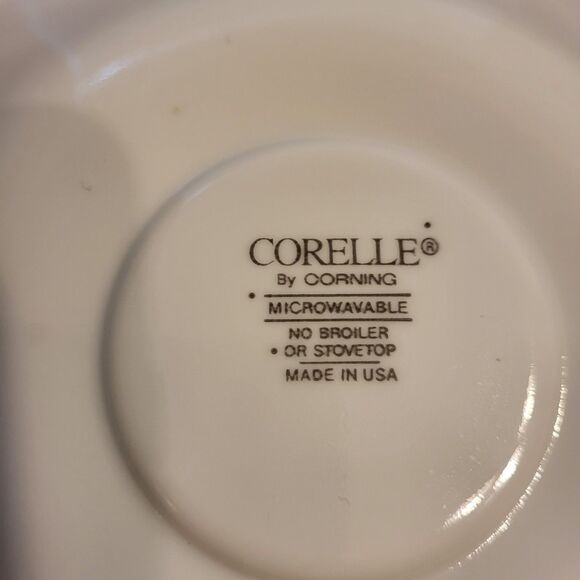 CORELLE®
By CORNING
MICROWAVABLE
NO BROILER
• OR STOVETOP
MADE IN USA